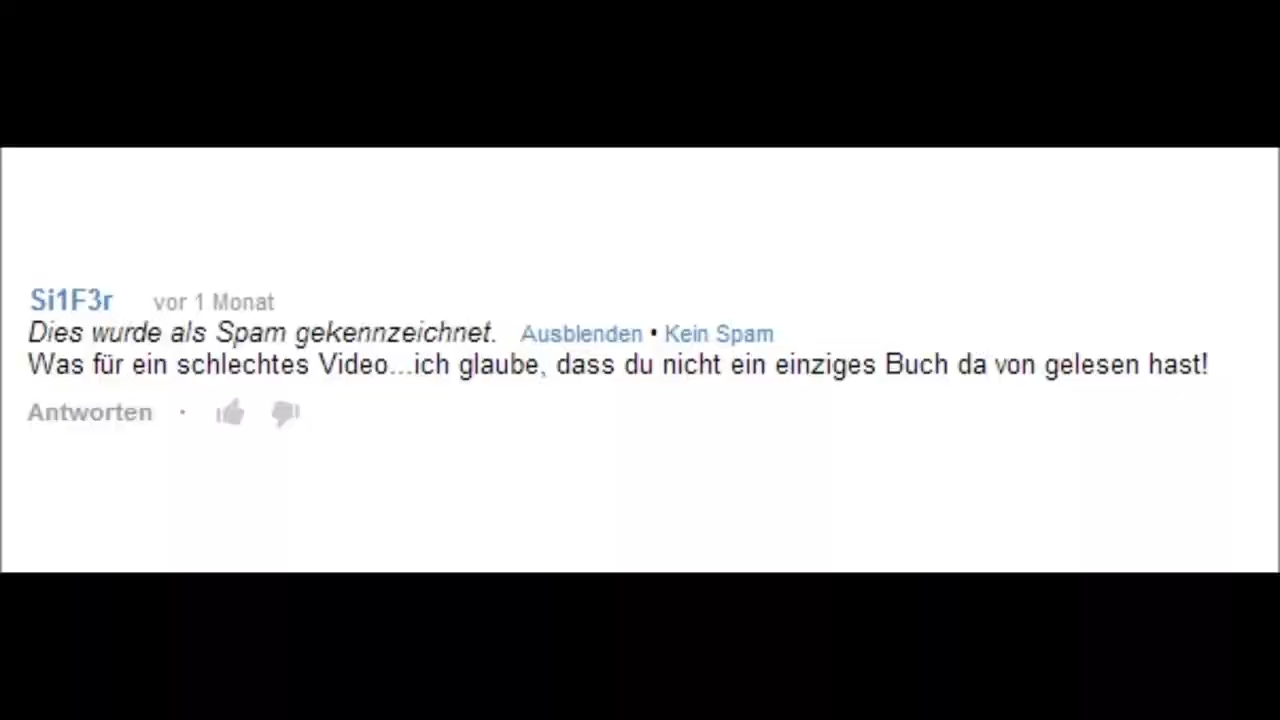 Si1F3r vor 1 Monat
Dies wurde als Spam gekennzeichnet. Ausblenden • Kein Spam
Was für ein schlechtes Video...ich glaube, dass du nicht ein einziges Buch da von gelesen hast!
Antworten ·